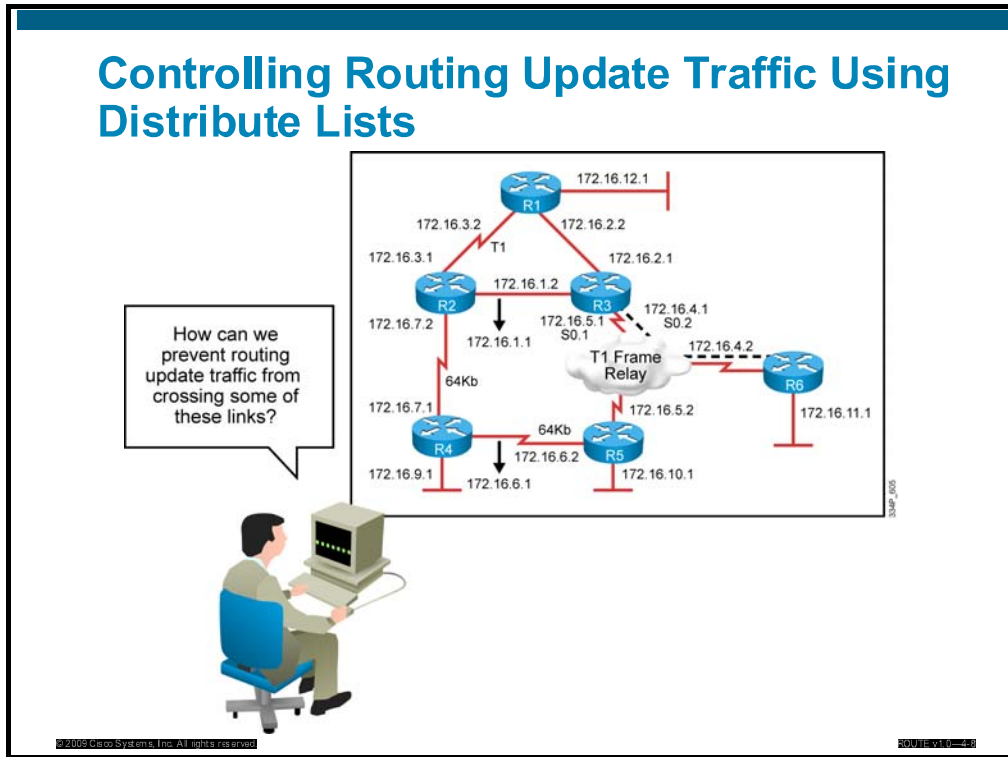 Controlling Routing Update Traffic Using
Distribute Lists
172.16.12.1
R1
172.16.3.2
172.16.2.2
T1
172.16.3.1
172.16.2.1
R2
172.16.1.2
R3
172.16.4.1
S0.2
172.16.7.2
172.16.5.1
S0.1
172.16.1.1
172.16.4.2
T1 Frame
Relay
R6
How can we
prevent routing
update traffic from
crossing some of
these links?
64Kb
172.16.11.1
172.16.7.1
172.16.5.2
64Kb
R4
172.16.6.2
R5
172.16.9.1
172.16.6.1
172.16.10.1
334P_605
© 2009 Cisco Systems, Inc. All rights reserved.
ROUTE v1.0—4-8